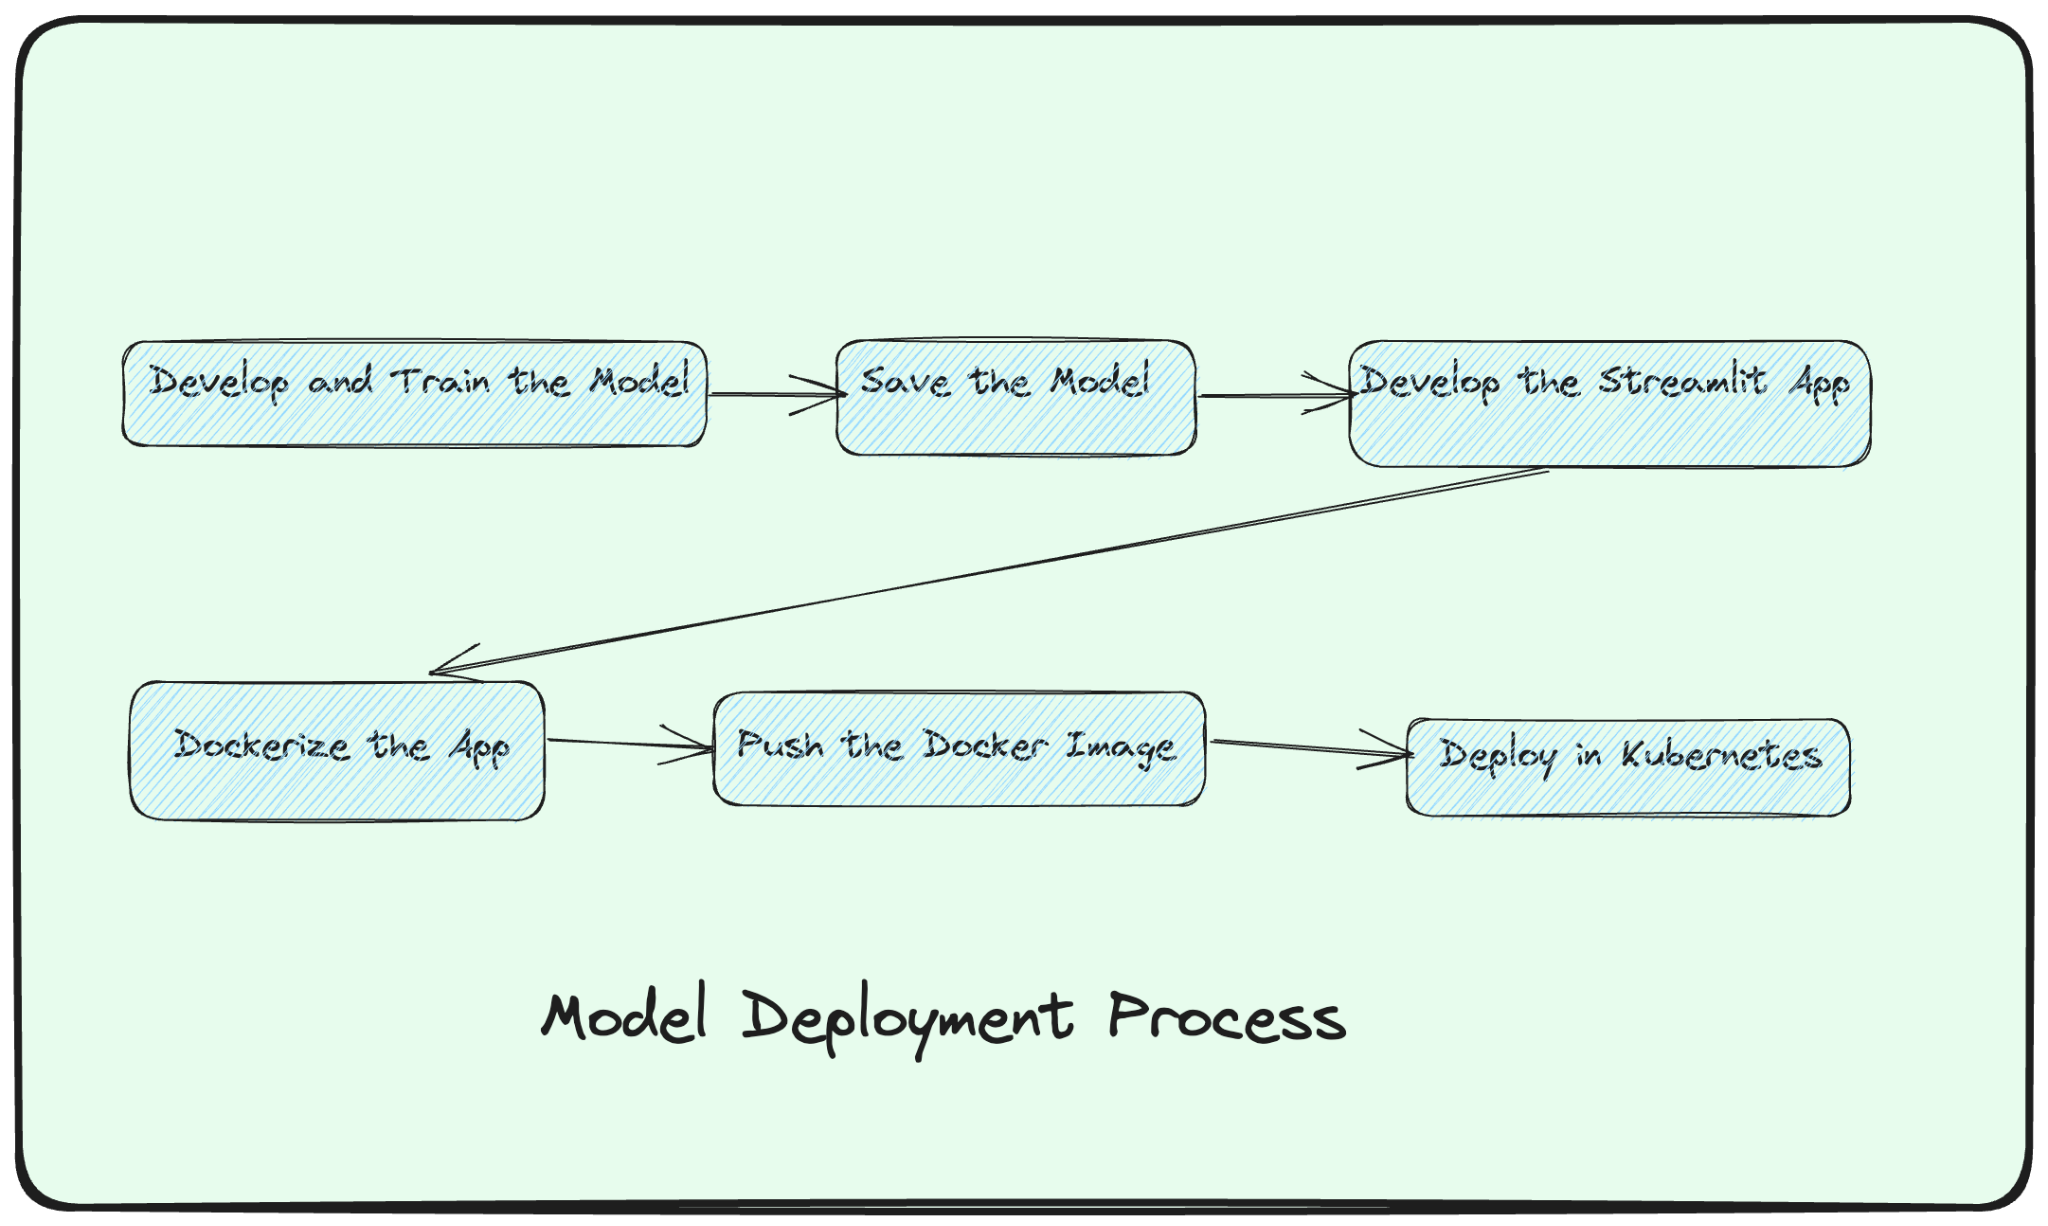 Develop and Train the Model
Save the Model
Develop the Streamlit App
Dockerize the App
Push the Docker Image
Deploy in Kubernetes
Model Deployment Process